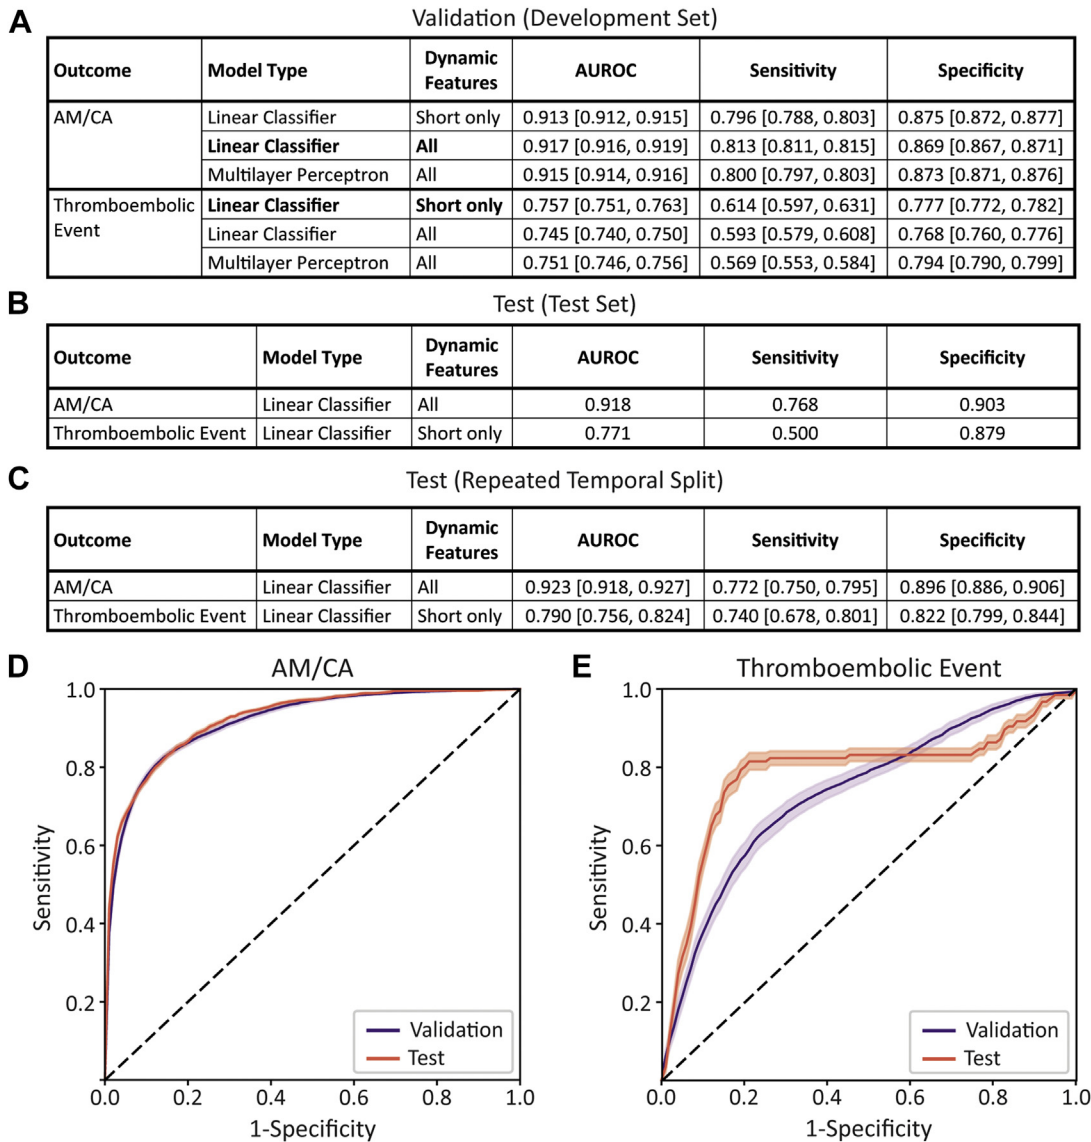 A
Validation (Development Set)
Outcome Model Type Dynamic Features AUROC Sensitivity Specificity
AM/CA Linear Classifier Short only 0.913 [0.912, 0.915] 0.796 [0.788, 0.803] 0.875 [0.872, 0.877]
Linear Classifier All 0.917 [0.916, 0.919] 0.813 [0.811, 0.815] 0.869 [0.867, 0.871]
Multilayer Perceptron All 0.915 [0.914, 0.916] 0.800 [0.797, 0.803] 0.873 [0.871, 0.876]
Thromboembolic Event Linear Classifier Short only 0.757 [0.751, 0.763] 0.614 [0.597, 0.631] 0.777 [0.772, 0.782]
Linear Classifier All 0.745 [0.740, 0.750] 0.593 [0.579, 0.608] 0.768 [0.760, 0.776]
Multilayer Perceptron All 0.751 [0.746, 0.756] 0.569 [0.553, 0.584] 0.794 [0.790, 0.799]
B
Test (Test Set)
Outcome Model Type Dynamic Features AUROC Sensitivity Specificity
AM/CA Linear Classifier All 0.918 0.768 0.903
Thromboembolic Event Linear Classifier Short only 0.771 0.500 0.879
C
Test (Repeated Temporal Split)
Outcome Model Type Dynamic Features AUROC Sensitivity Specificity
AM/CA Linear Classifier All 0.923 [0.918, 0.927] 0.772 [0.750, 0.795] 0.896 [0.886, 0.906]
Thromboembolic Event Linear Classifier Short only 0.790 [0.756, 0.824] 0.740 [0.678, 0.801] 0.822 [0.799, 0.844]
D
AM/CA
1.0
0.8
0.6
0.4
0.2
Sensitivity
Validation
Test
0.0 0.2 0.4 0.6 0.8 1.0
1-Specificity
E
Thromboembolic Event
1.0
0.8
0.6
0.4
0.2
Sensitivity
Validation
Test
0.0 0.2 0.4 0.6 0.8 1.0
1-Specificity